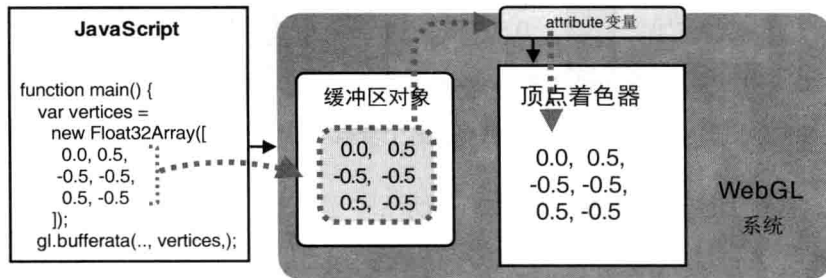 JavaScript
function main() {
var vertices =
new Float32Array([
0.0, 0.5,
-0.5, -0.5,
0.5, -0.5
]);
gl.bufferata(.., vertices,);
缓冲区对象
0.0, 0.5
-0.5, -0.5
0.5, -0.5
attribute变量
顶点着色器
0.0, 0.5,
-0.5, -0.5,
0.5, -0.5
WebGL
系统